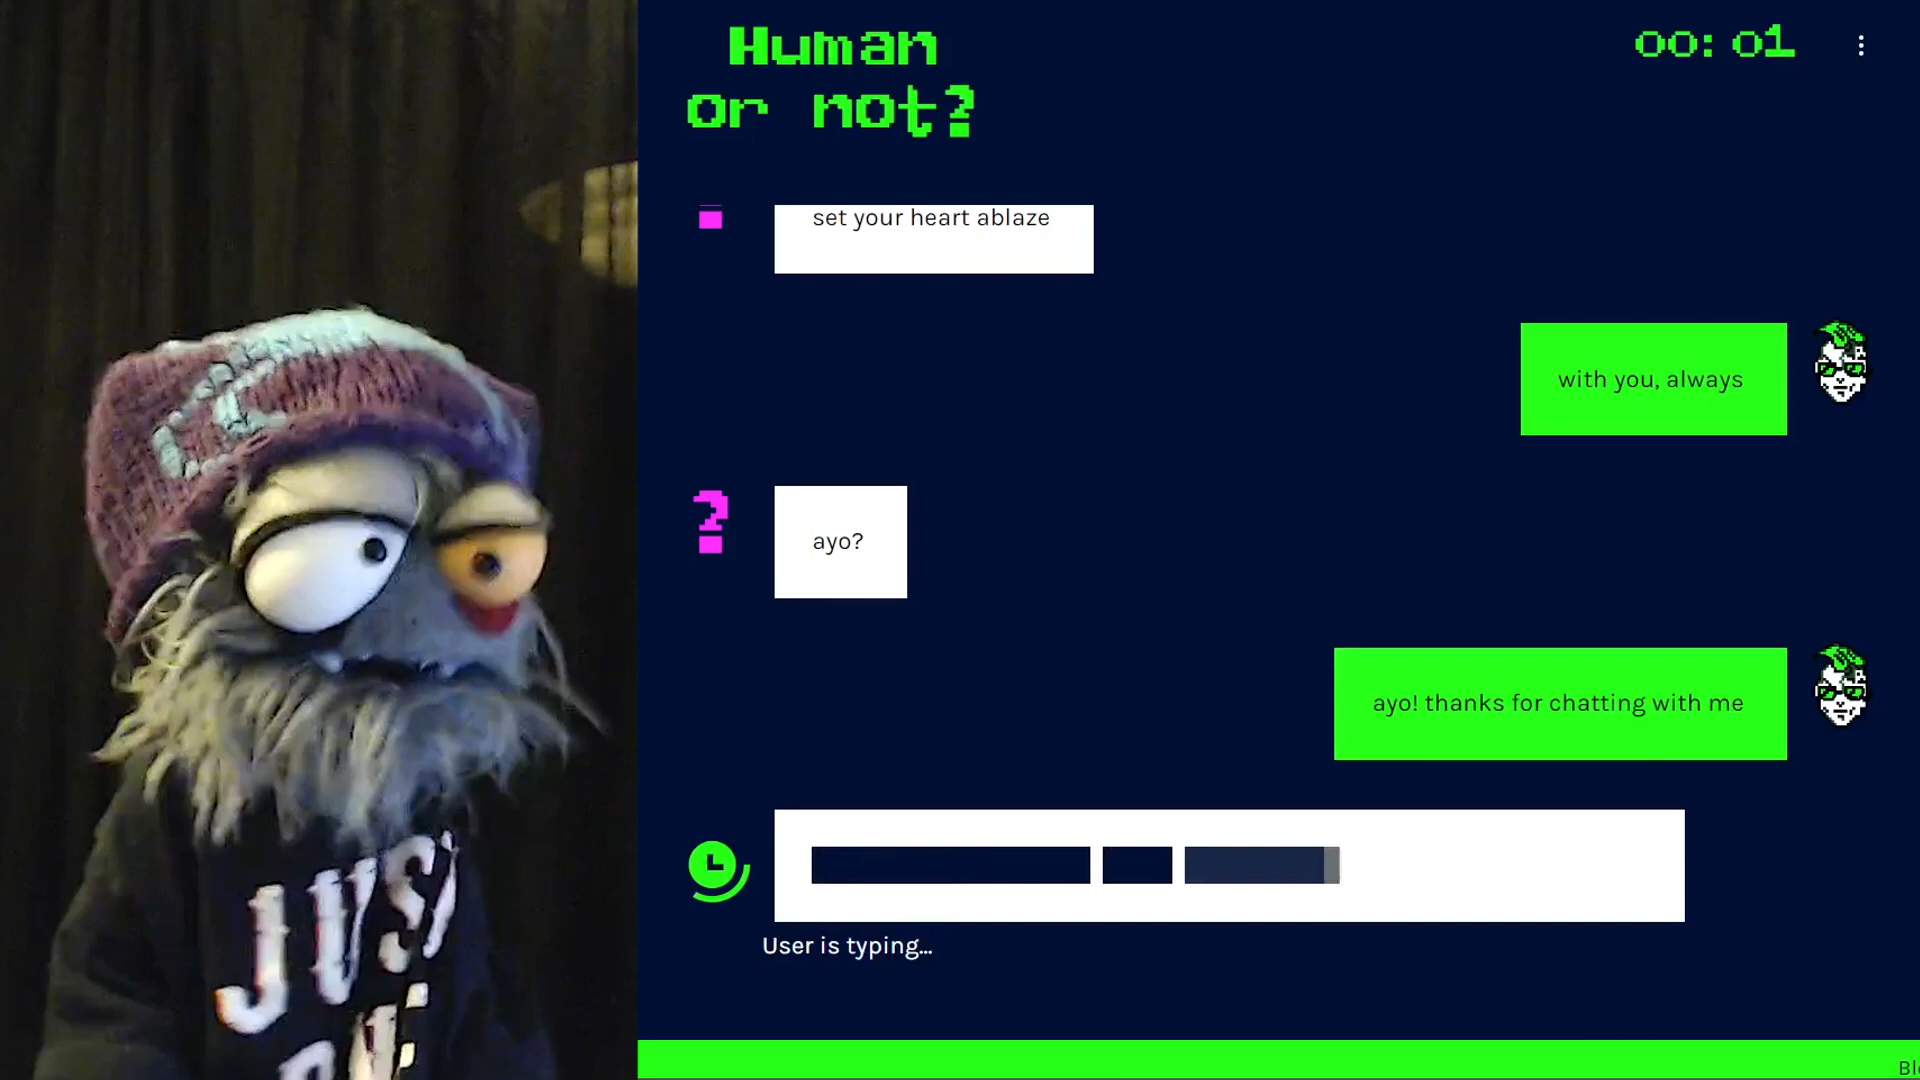 Human
or not?
00:01
set your heart ablaze
with you, always
?
ayo?
ayo! thanks for chatting with me
User is typing...
JUS